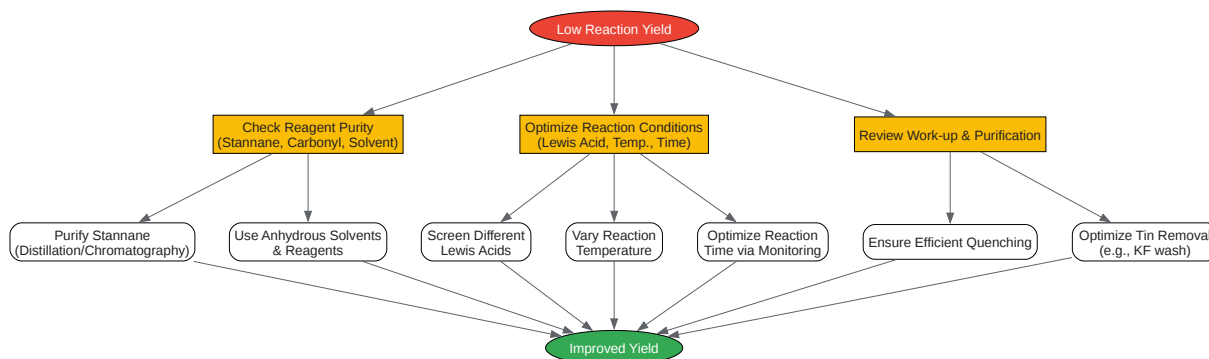 Low Reaction Yield
Check Reagent Purity
(Stannane, Carbonyl, Solvent)
Optimize Reaction Conditions
(Lewis Acid, Temp., Time)
Review Work-up & Purification
Purify Stannane
(Distillation/Chromatography)
Use Anhydrous Solvents
& Reagents
Screen Different
Lewis Acids
Vary Reaction
Temperature
Optimize Reaction
Time via Monitoring
Ensure Efficient Quenching
Optimize Tin Removal
(e.g., KF wash)
Improved Yield